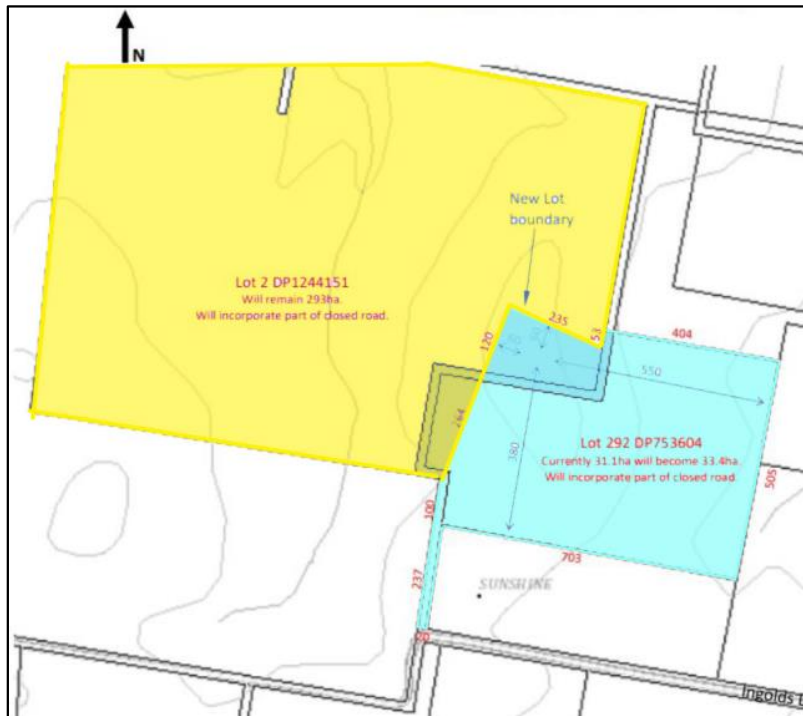 N
New Lot
boundary
Lot 2 DP1244151
Will remain 293ha.
Will incorporate part of closed road.
235
53
404
120
550
264
380
Lot 292 DP753604
Currently 31.1ha will become 33.4ha.
Will incorporate part of closed road.
505
100
703
237
SUNSHINE
Ingolds